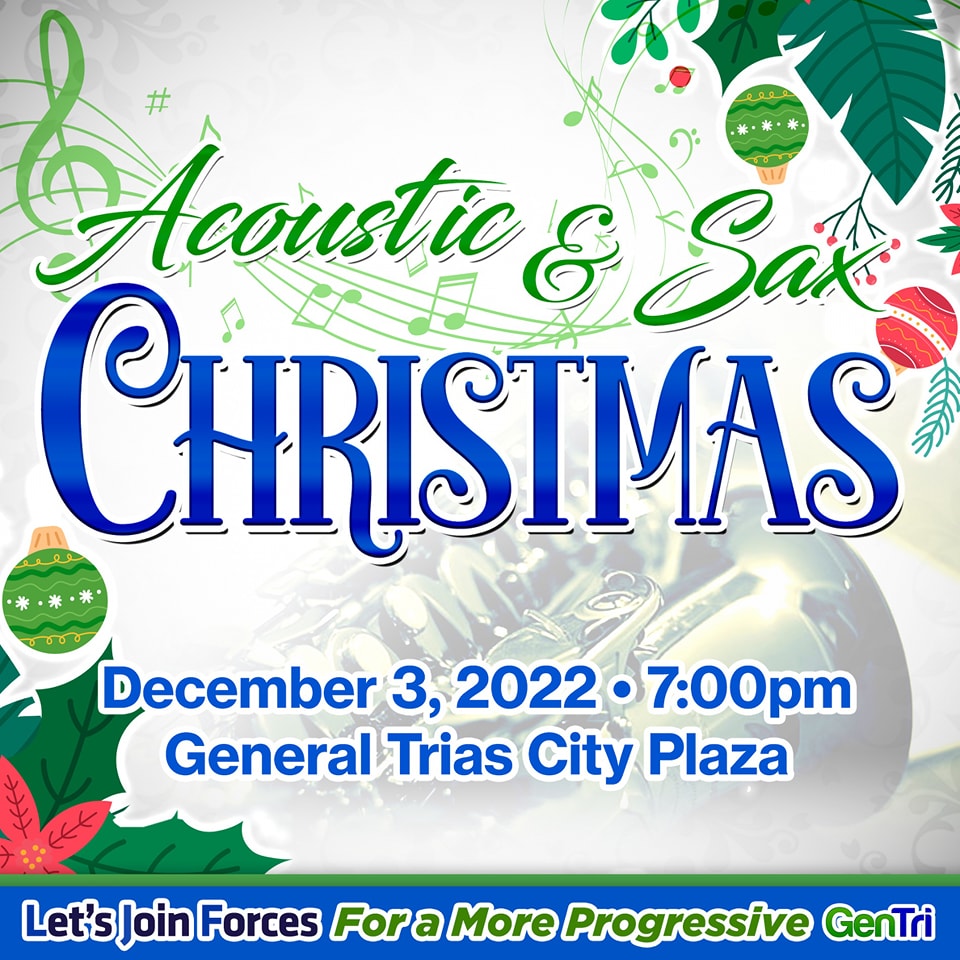 Acoustic & Sax
CHRISTMAS
December 3, 2022 • 7:00pm
General Trias City Plaza
Let's Join Forces For a More Progressive GenTri